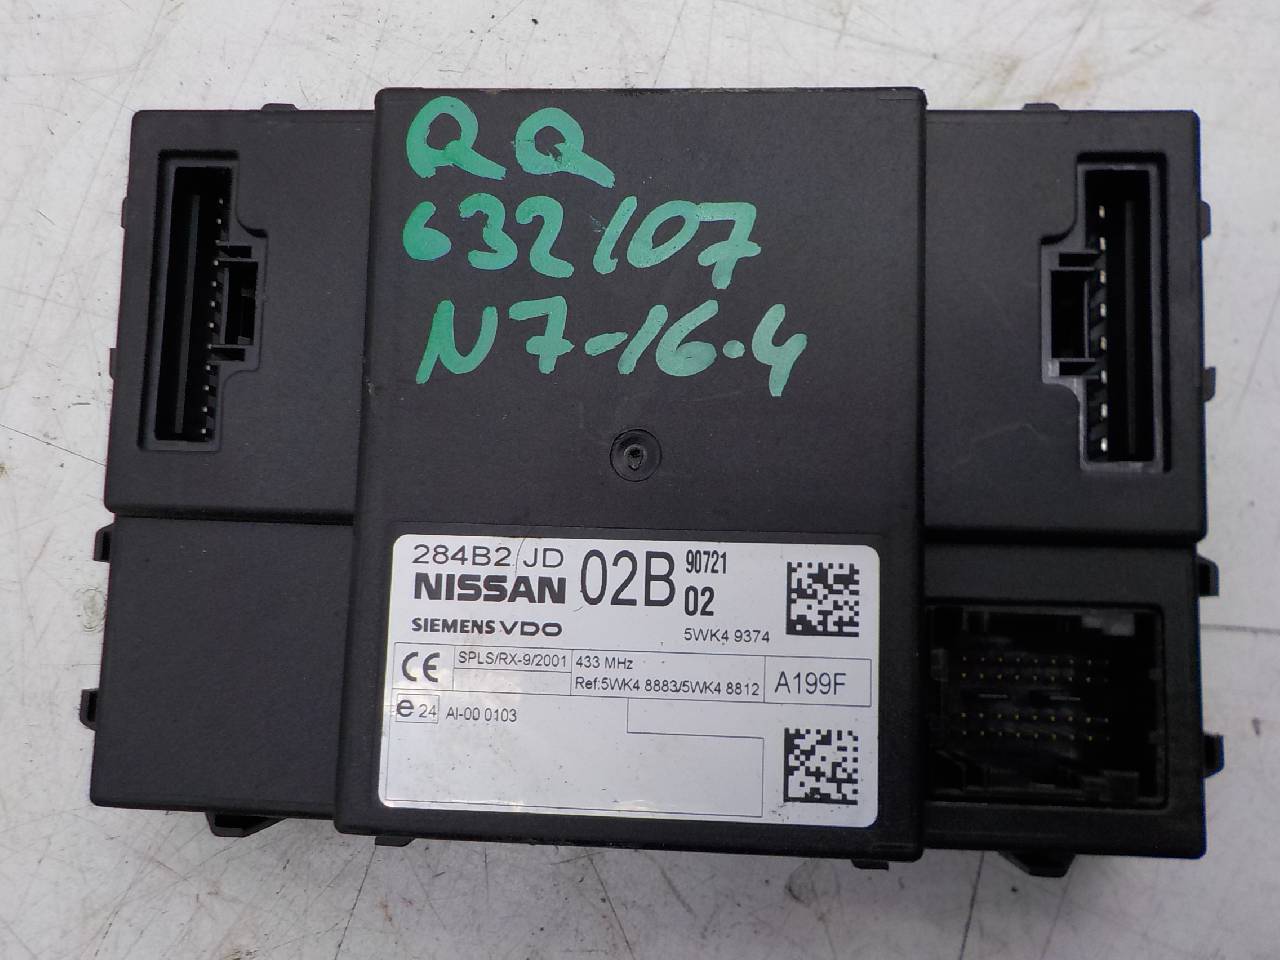 QQ
632107
N7-16.4
284B2 JD 02B 90721
NISSAN 02
SIEMENS VDO 5WK4 9374
CE SPLS/RX-9/2001 433 MHz
Ref:5WK4 8883/5WK4 8812 A199F
e24 AI-00 0103